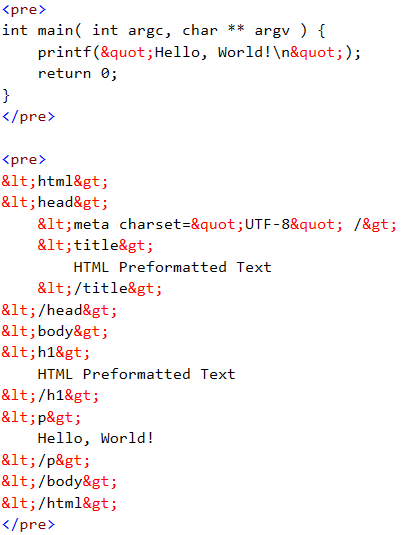 <pre>
int main( int argc, char ** argv ) {
    printf(&quot;Hello, World!\n&quot;);
    return 0;
}
</pre>

<pre>
&lt;html&gt;
&lt;head&gt;
    &lt;meta charset=&quot;UTF-8&quot; /&gt;
    &lt;title&gt;
        HTML Preformatted Text
    &lt;/title&gt;
&lt;/head&gt;
&lt;body&gt;
&lt;h1&gt;
    HTML Preformatted Text
&lt;/h1&gt;
&lt;p&gt;
    Hello, World!
&lt;/p&gt;
&lt;/body&gt;
&lt;/html&gt;
</pre>